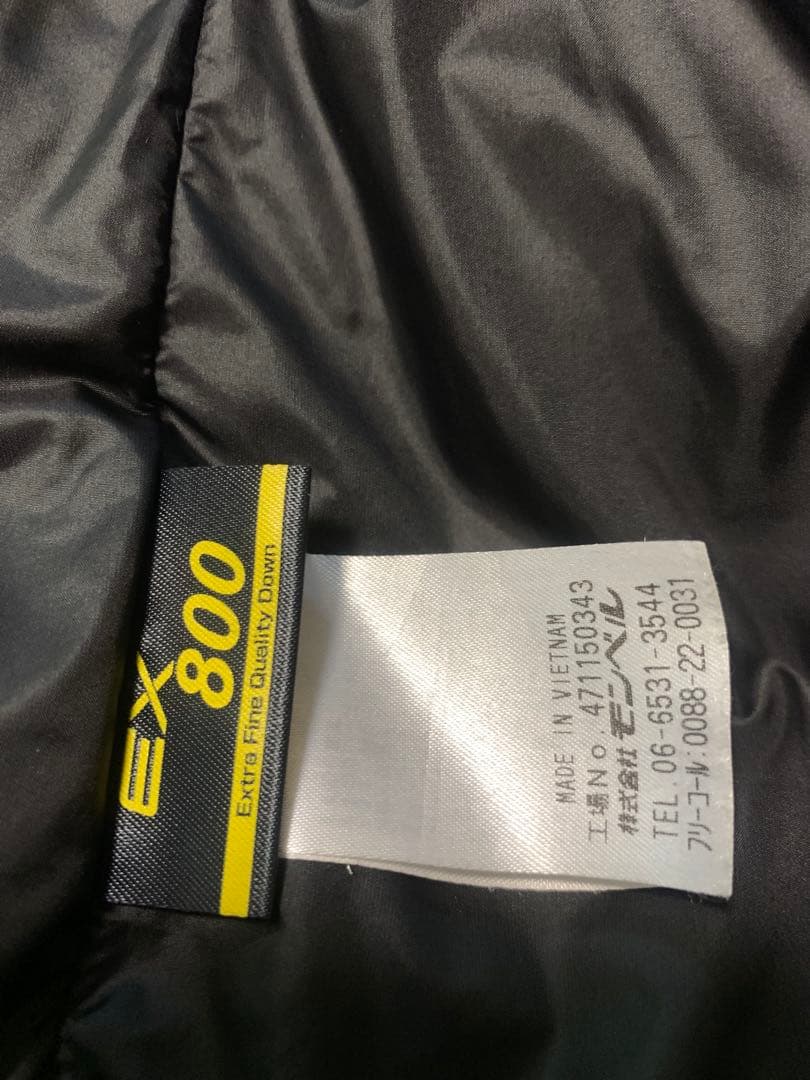 EX
800
Extra Fine Quality Down
MADE IN VIETNAM
工場No. 471150343
株式会社 モンベル
TEL. 06-6531-3544
フリーコール:0088-22-0031